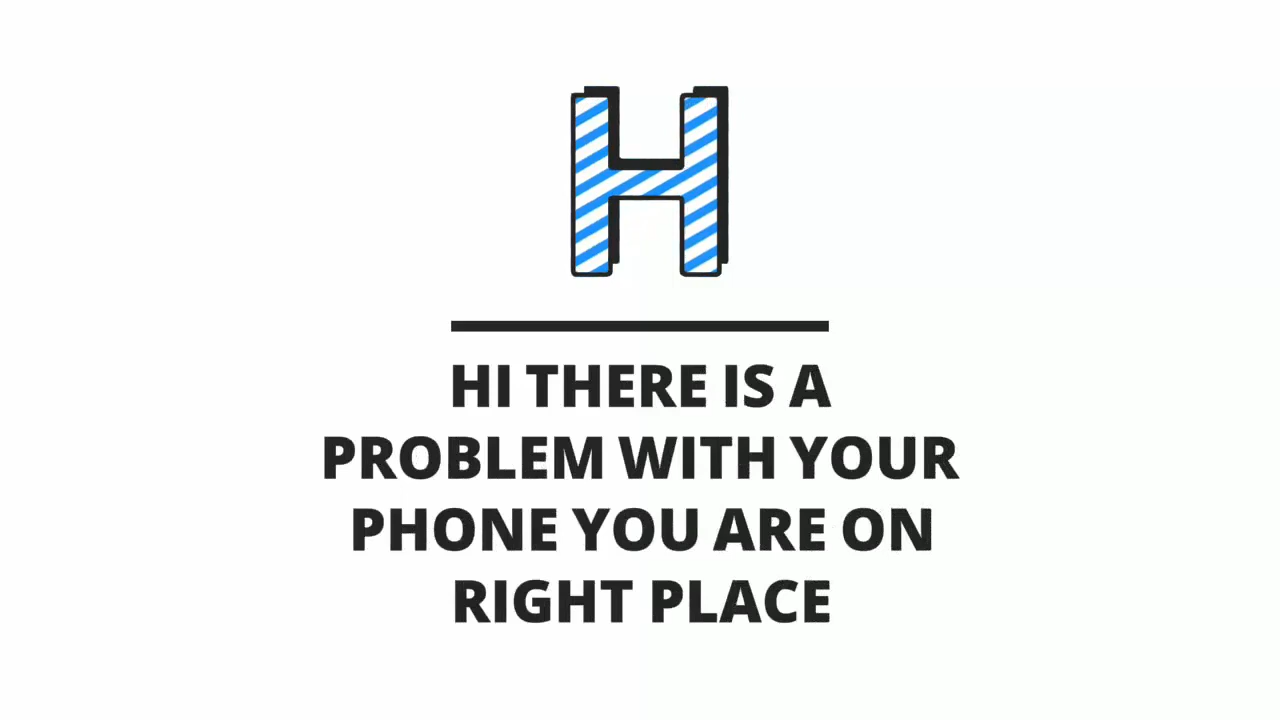 H
HI THERE IS A
PROBLEM WITH YOUR
PHONE YOU ARE ON
RIGHT PLACE